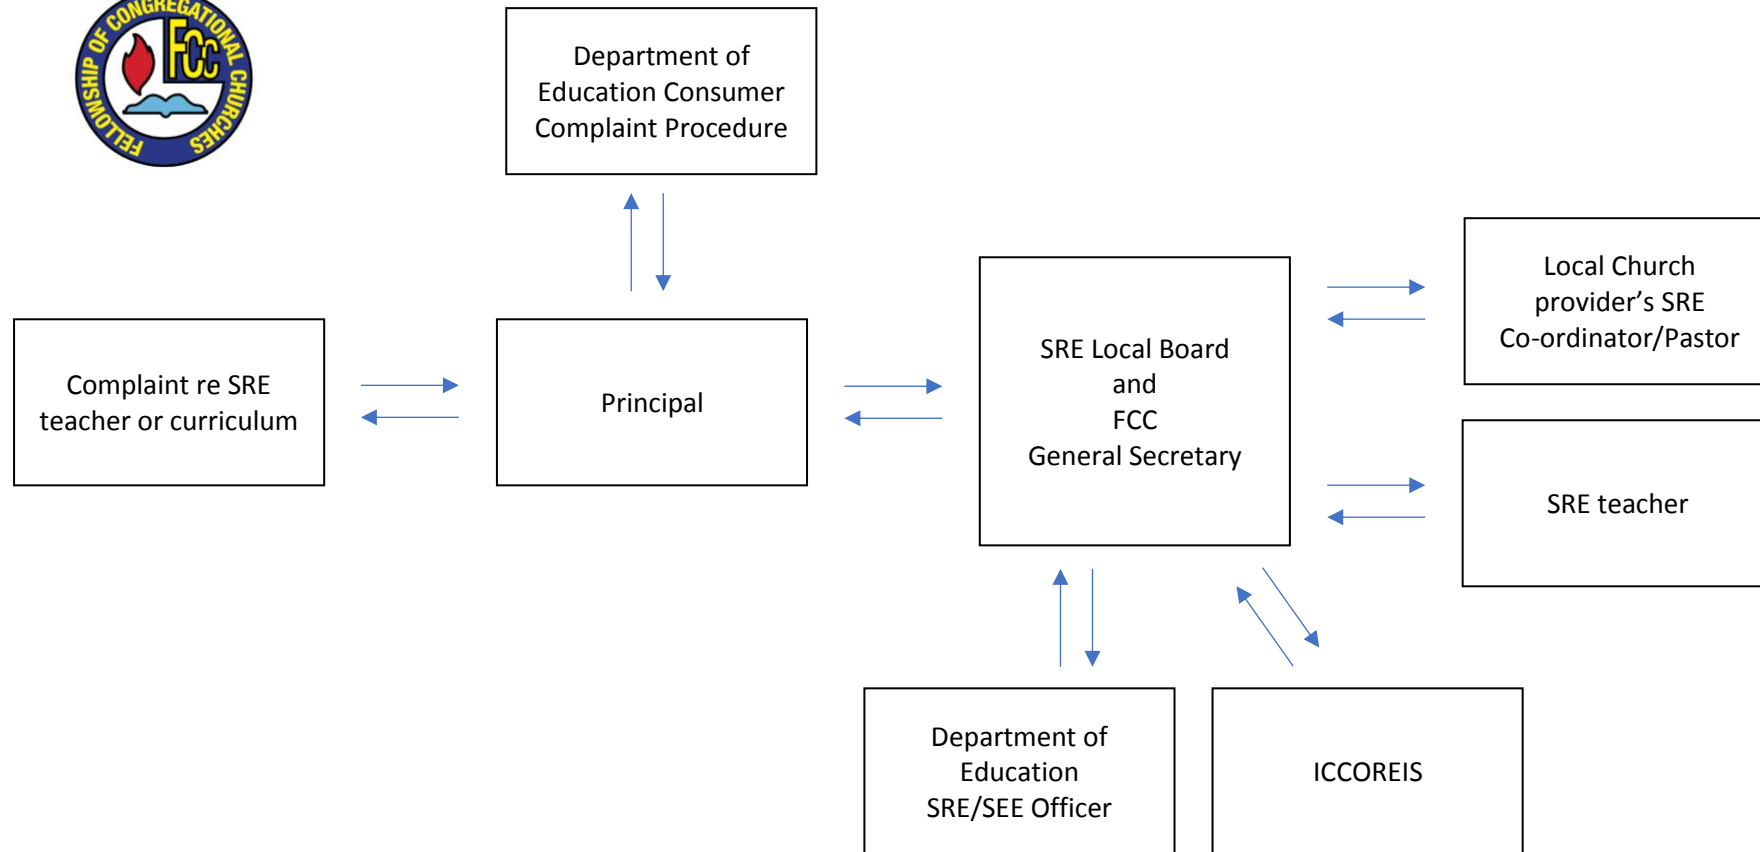 FELLOWSHIP OF CONGREGATIONAL CHURCHES
FCC
Department of
Education Consumer
Complaint Procedure
Complaint re SRE
teacher or curriculum
Principal
SRE Local Board
and
FCC
General Secretary
Local Church
provider’s SRE
Co-ordinator/Pastor
SRE teacher
Department of
Education
SRE/SEE Officer
ICCOREIS